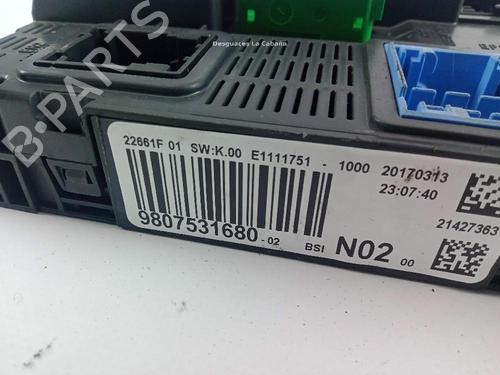 Desguaces La Cabaña
B-PARTS
22661F 01 SW:K.00 E1111751 - 1000 20170313
23:07:40
21427363
9807531680-02 BSI N02 00